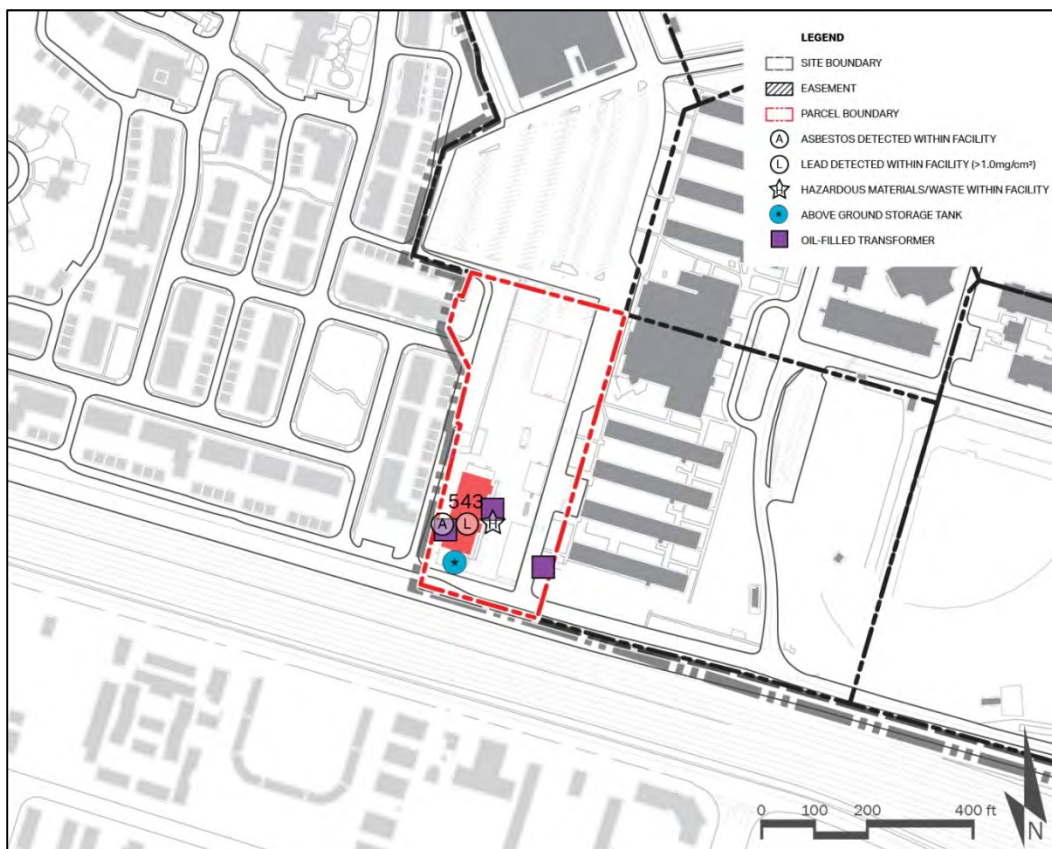 LEGEND
SITE BOUNDARY
EASEMENT
PARCEL BOUNDARY
A ASBESTOS DETECTED WITHIN FACILITY
L LEAD DETECTED WITHIN FACILITY (>1.0mg/cm²)
H HAZARDOUS MATERIALS/WASTE WITHIN FACILITY
* ABOVE GROUND STORAGE TANK
OIL-FILLED TRANSFORMER
543
A L H
*
0 100 200 400 ft
N